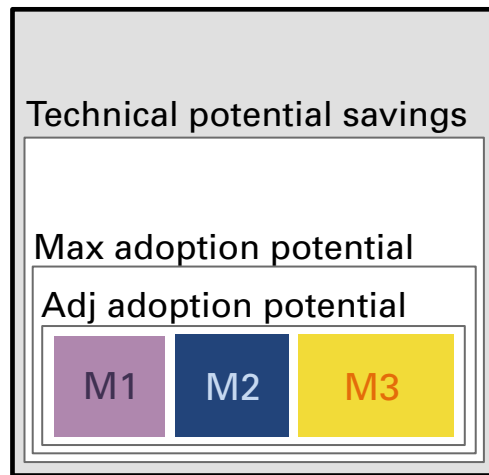 Technical potential savings
Max adoption potential
Adj adoption potential
M1 M2 M3